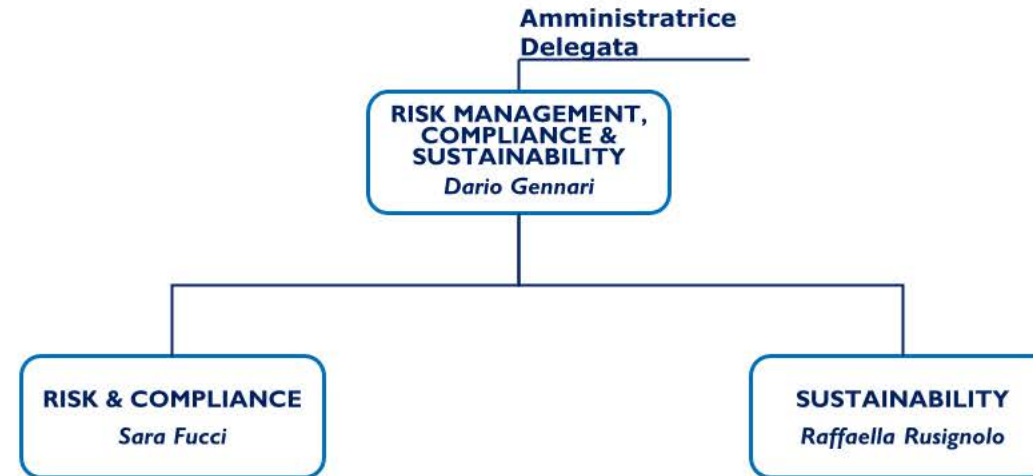 Amministratrice
Delegata
RISK MANAGEMENT,
COMPLIANCE &
SUSTAINABILITY
Dario Gennari
RISK & COMPLIANCE
Sara Fucci
SUSTAINABILITY
Raffaella Rusignolo